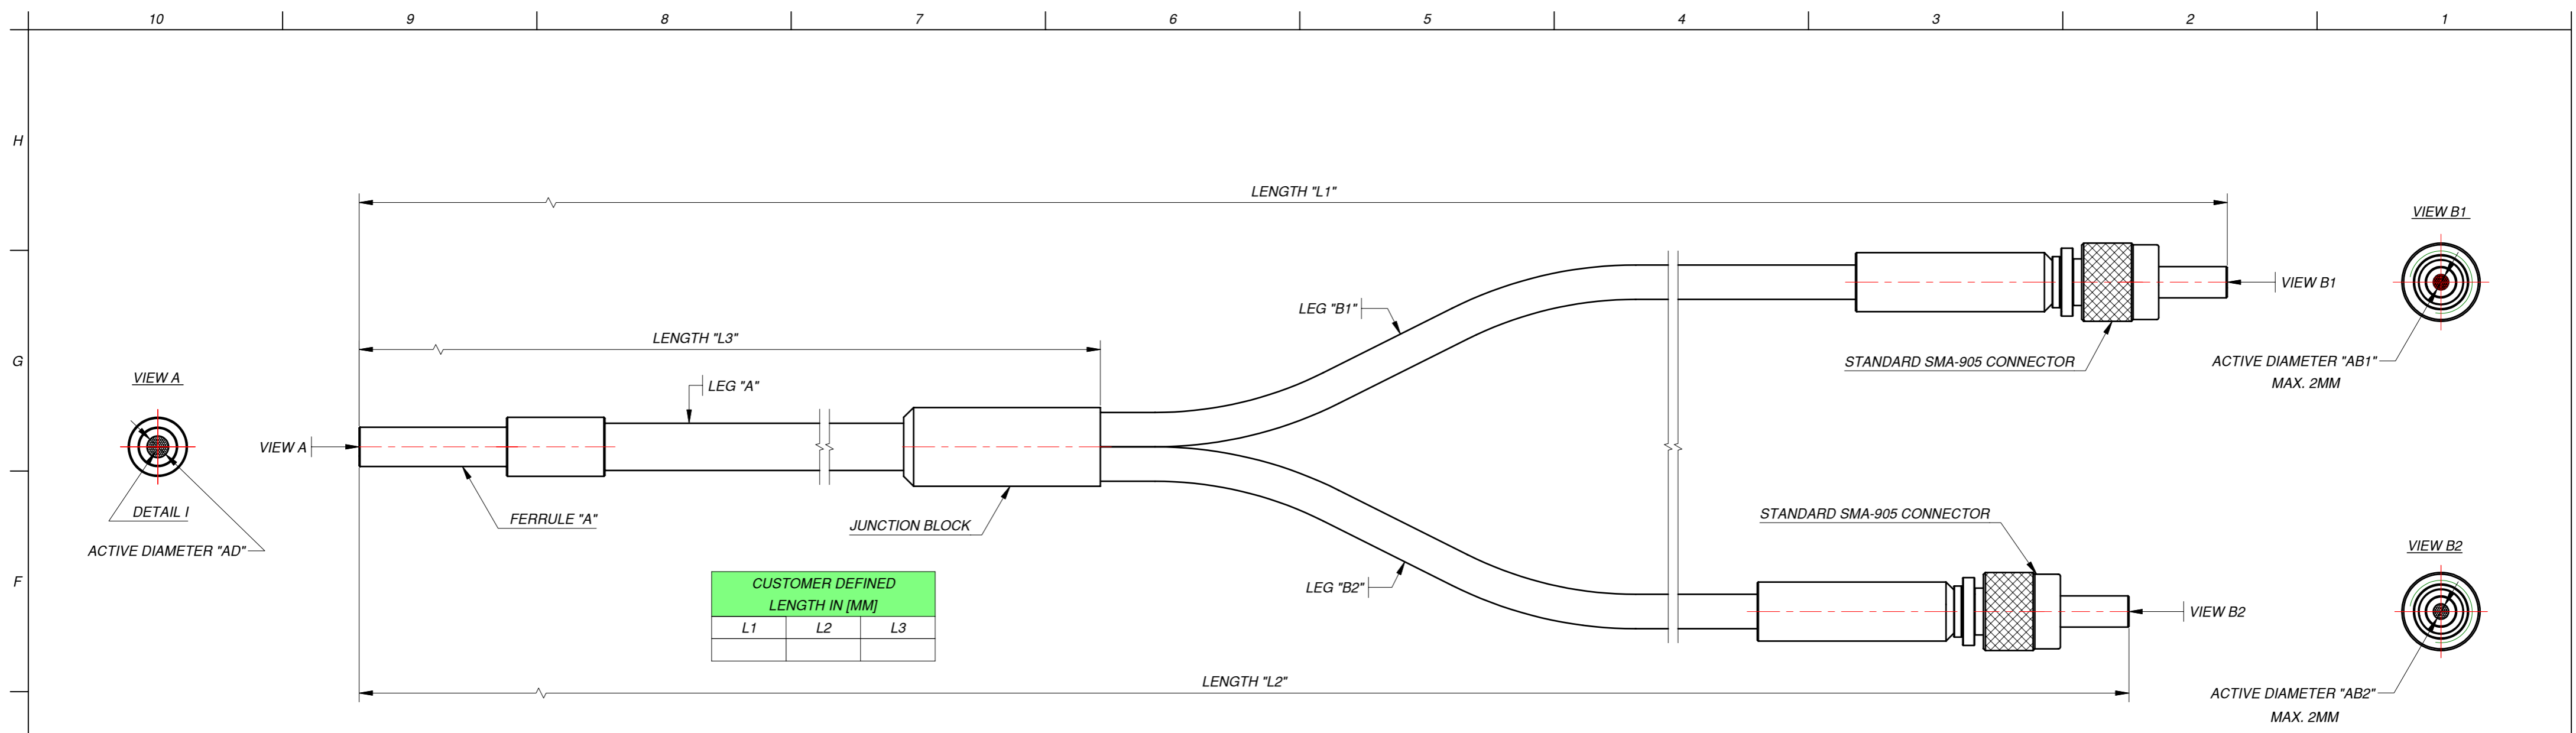 10 9 8 7 6 5 4 3 2 1
H
LENGTH "L1"
VIEW B1
VIEW B1
LEG "B1"
LENGTH "L3"
G
STANDARD SMA-905 CONNECTOR
ACTIVE DIAMETER "AB1"
MAX. 2MM
VIEW A
LEG "A"
VIEW A
DETAIL I
FERRULE "A"
JUNCTION BLOCK
STANDARD SMA-905 CONNECTOR
ACTIVE DIAMETER "AD"
VIEW B2
F
CUSTOMER DEFINED
LENGTH IN [MM]
L1 L2 L3
LEG "B2"
VIEW B2
LENGTH "L2"
ACTIVE DIAMETER "AB2"
MAX. 2MM